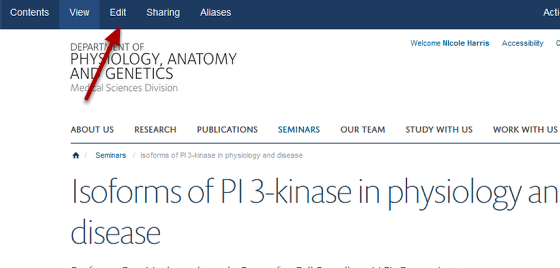 Contents View Edit Sharing Aliases
Welcome Nicole Harris Accessibility
DEPARTMENT OF
PHYSIOLOGY, ANATOMY
AND GENETICS
Medical Sciences Division
ABOUT US RESEARCH PUBLICATIONS SEMINARS OUR TEAM STUDY WITH US WORK WITH US
/ Seminars / Isoforms of PI 3-kinase in physiology and disease
Isoforms of PI 3-kinase in physiology an
disease